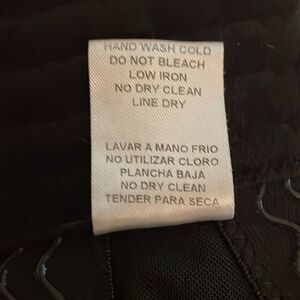 HAND WASH COLD
DO NOT BLEACH
LOW IRON
NO DRY CLEAN
LINE DRY
LAVAR A MANO FRIO
NO UTILIZAR CLORO
PLANCHA BAJA
NO DRY CLEAN
TENDER PARA SECA